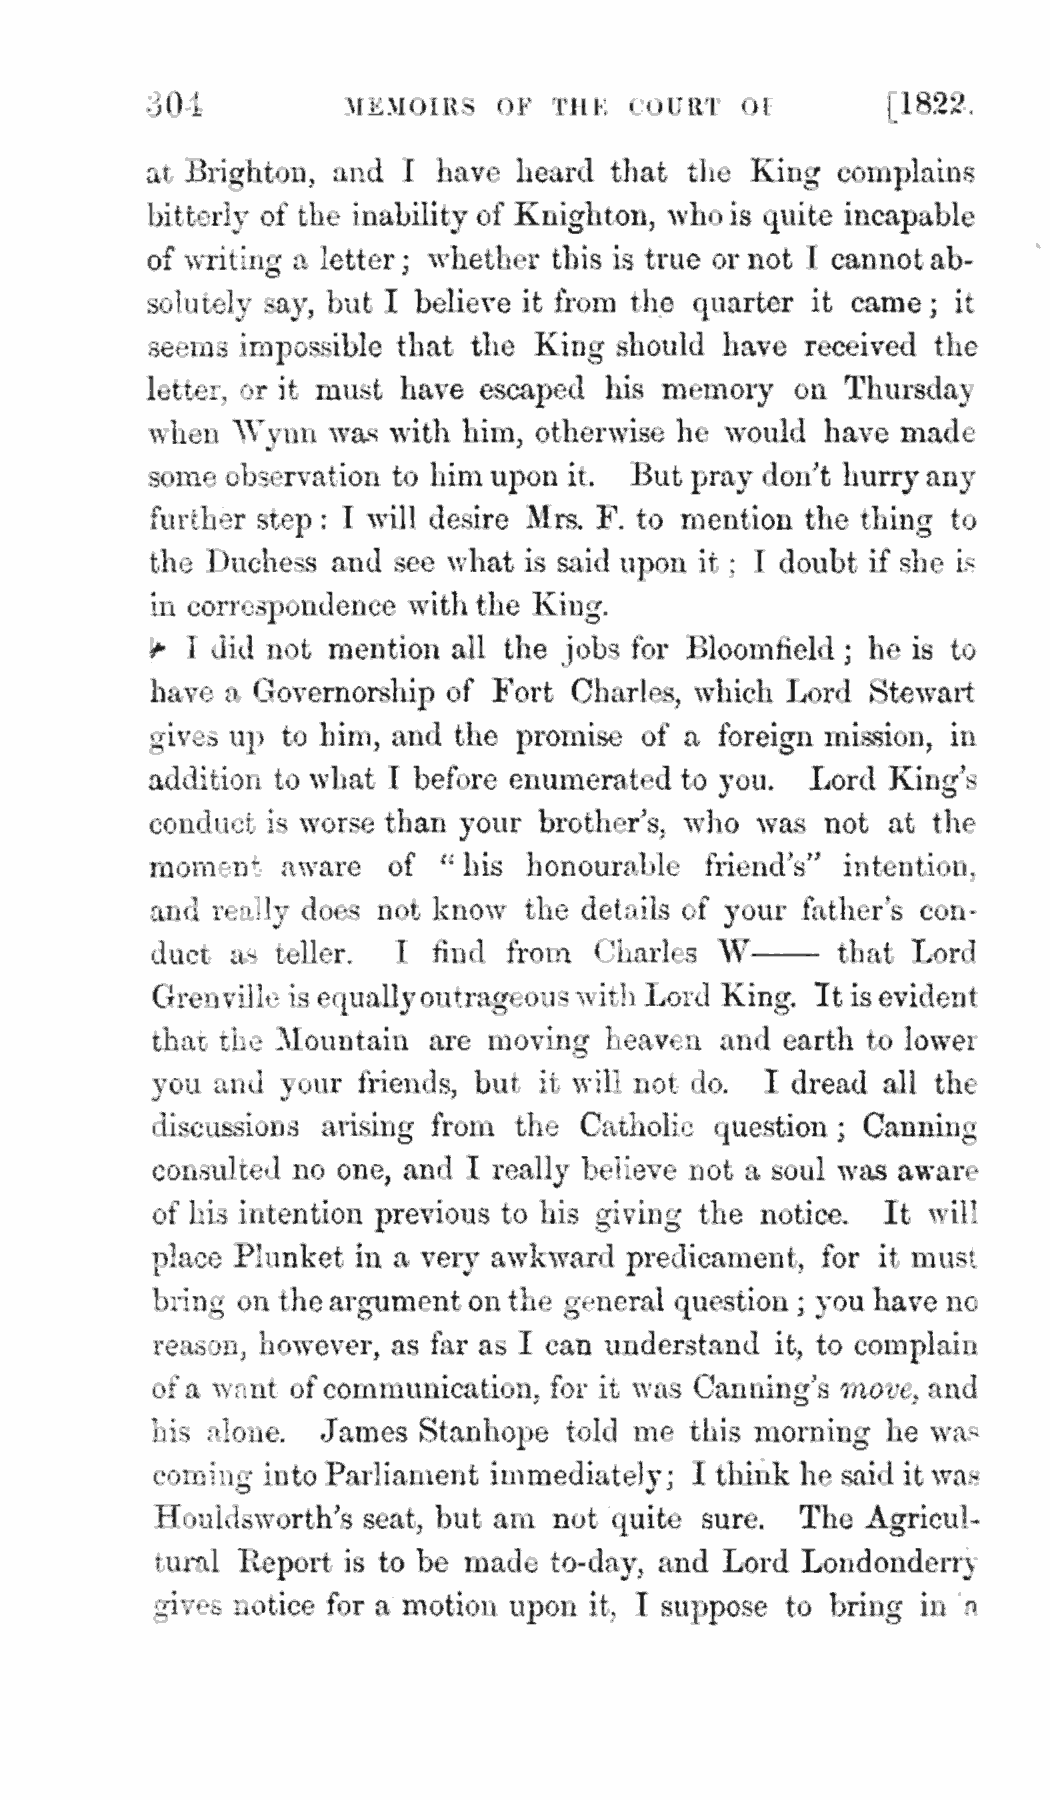 304 MEMOIRS OF THE COURT OF [1822.
at Brighton, and I have heard that the King complains
bitterly of the inability of Knighton, who is quite incapable
of writing a letter; whether this is true or not I cannot ab-
solutely say, but I believe it from the quarter it came; it
seems impossible that the King should have received the
letter, or it must have escaped his memory on Thursday
when Wynn was with him, otherwise he would have made
some observation to him upon it. But pray don't hurry any
further step: I will desire Mrs. F. to mention the thing to
the Duchess and see what is said upon it; I doubt if she is
in correspondence with the King.
I did not mention all the jobs for Bloomfield; he is to
have a Governorship of Fort Charles, which Lord Stewart
gives up to him, and the promise of a foreign mission, in
addition to what I before enumerated to you. Lord King's
conduct is worse than your brother's, who was not at the
moment aware of "his honourable friend's" intention,
and really does not know the details of your father's con-
duct as teller. I find from Charles W—— that Lord
Grenville is equally outrageous with Lord King. It is evident
that the Mountain are moving heaven and earth to lower
you and your friends, but it will not do. I dread all the
discussions arising from the Catholic question; Canning
consulted no one, and I really believe not a soul was aware
of his intention previous to his giving the notice. It will
place Plunket in a very awkward predicament, for it must
bring on the argument on the general question; you have no
reason, however, as far as I can understand it, to complain
of a want of communication, for it was Canning's move, and
his alone. James Stanhope told me this morning he was
coming into Parliament immediately; I think he said it was
Houldsworth's seat, but am not quite sure. The Agricul-
tural Report is to be made to-day, and Lord Londonderry
gives notice for a motion upon it, I suppose to bring in a